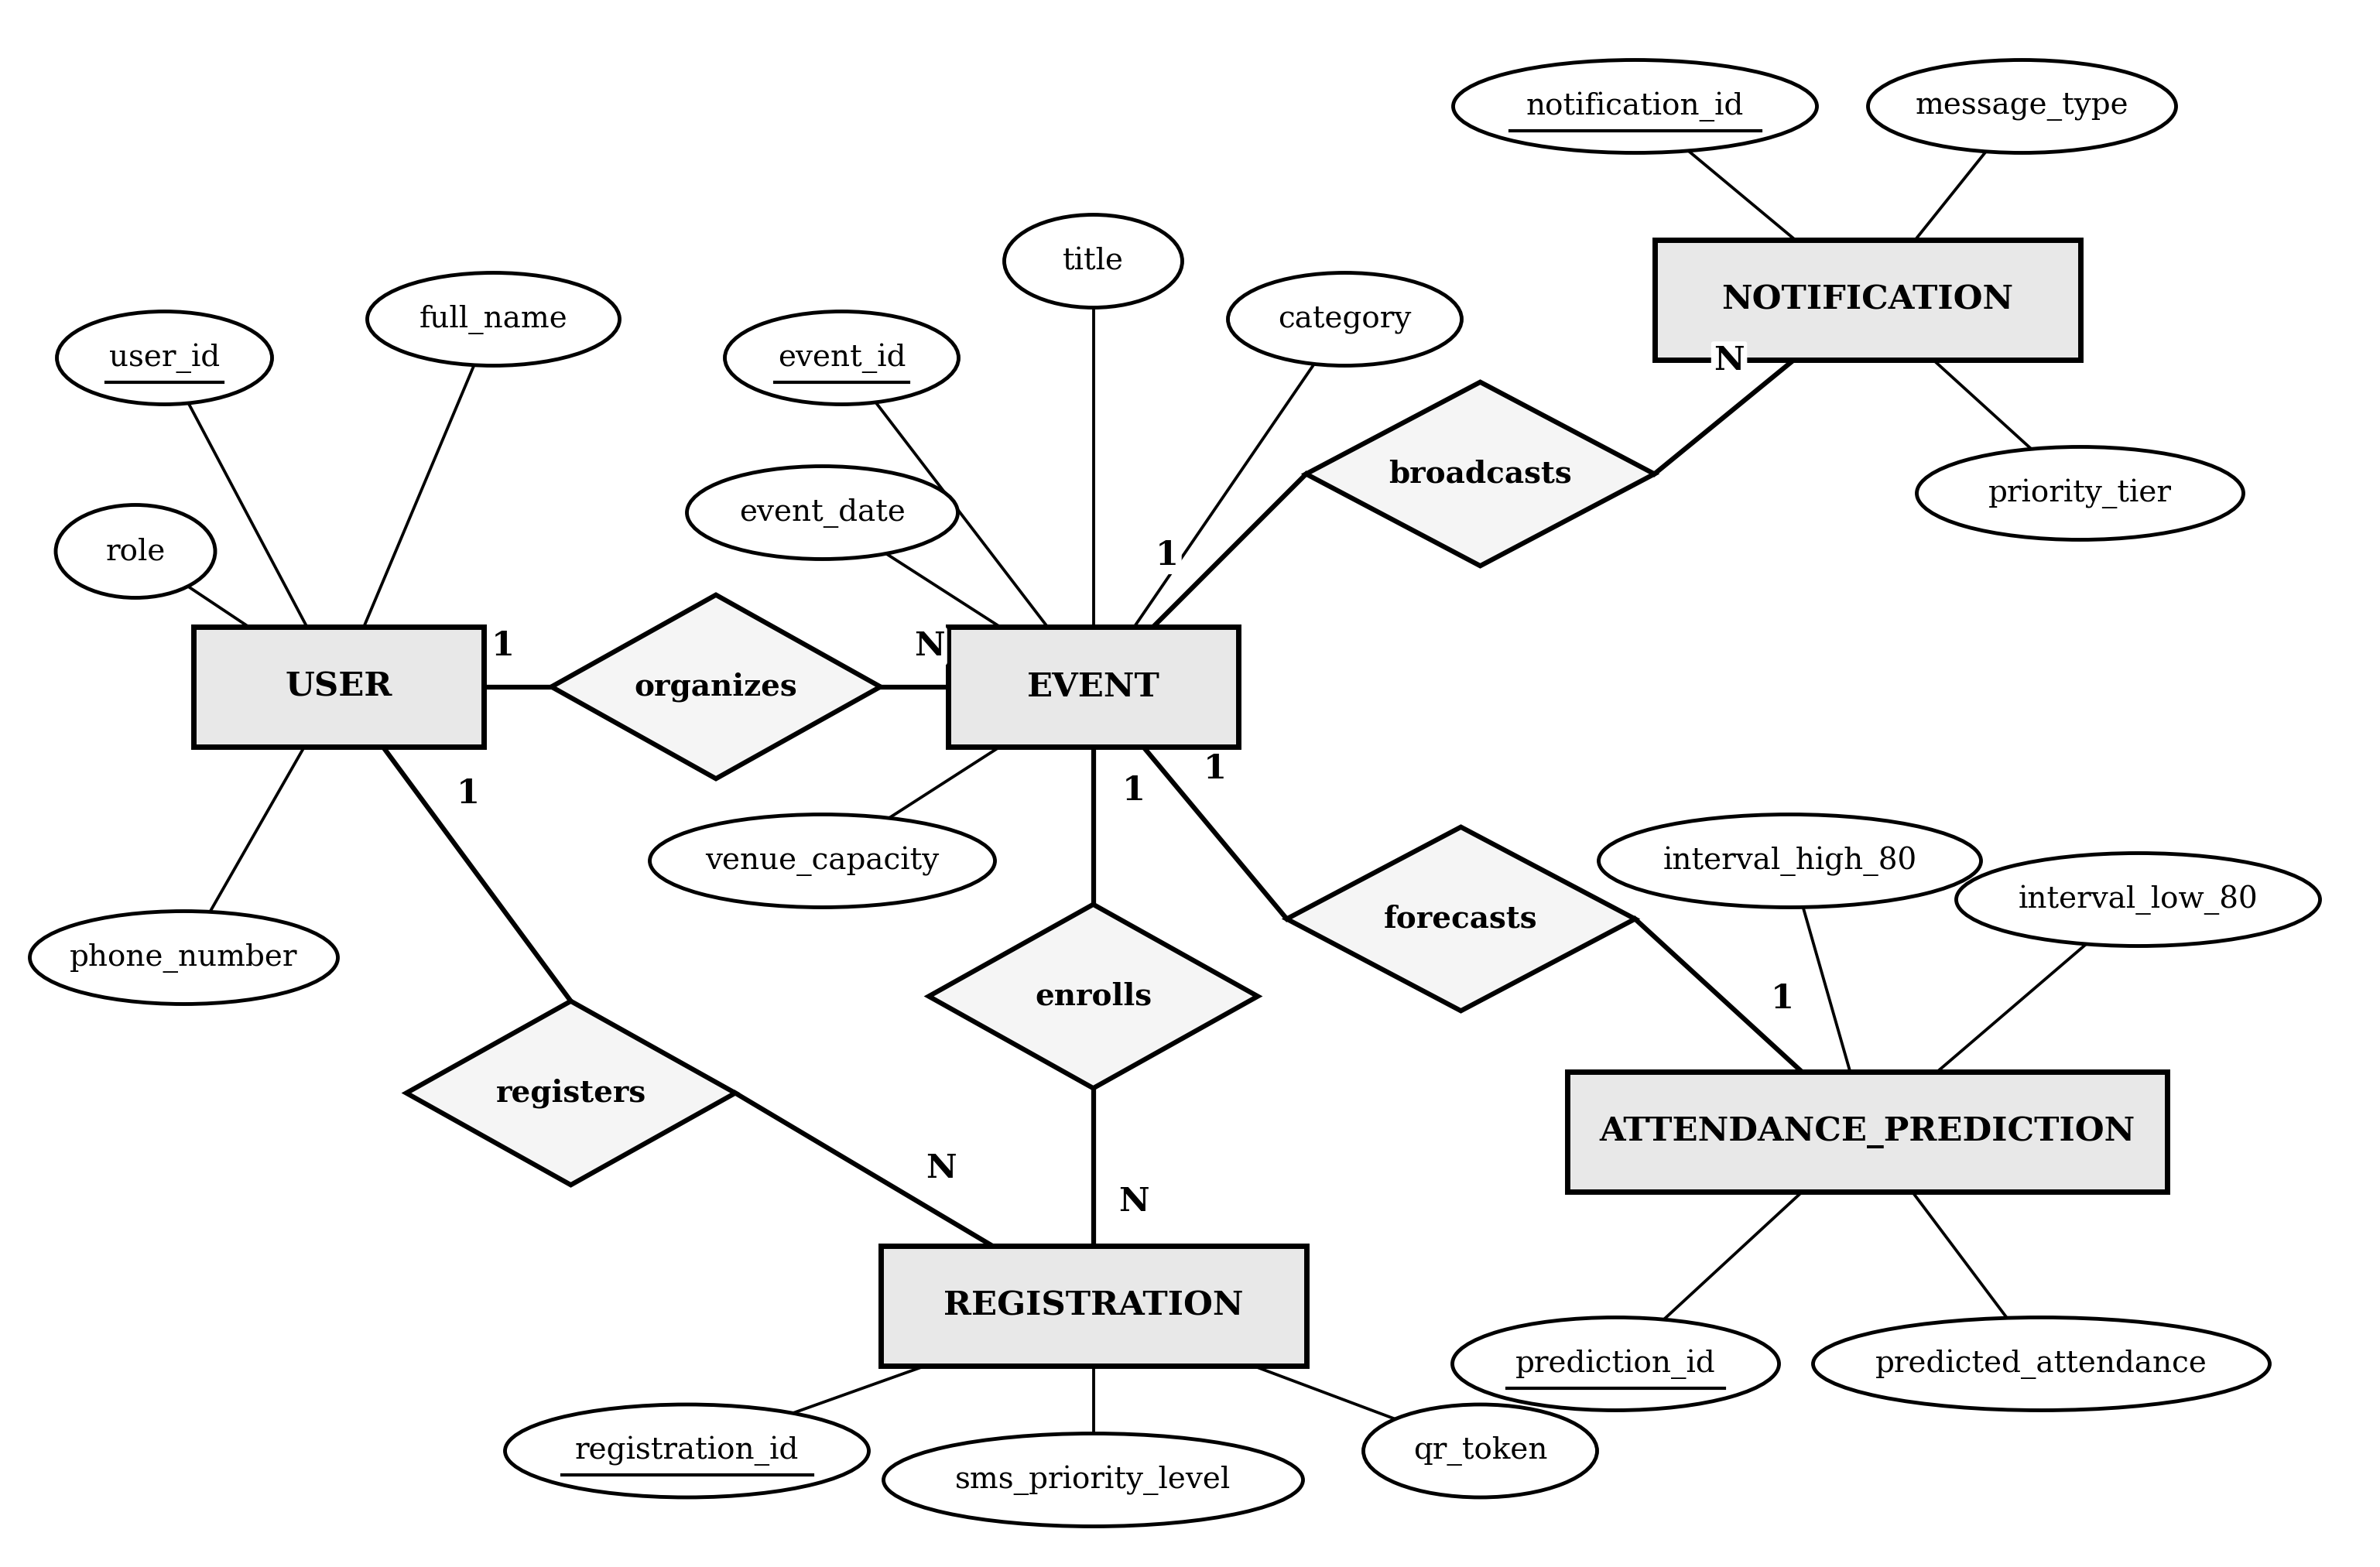 notification_id
message_type
title
NOTIFICATION
full_name
category
user_id
event_id
N
broadcasts
priority_tier
event_date
role
1
1
N
USER
organizes
EVENT
1
1
1
venue_capacity
interval_high_80
interval_low_80
forecasts
phone_number
enrolls
1
registers
ATTENDANCE_PREDICTION
N
N
REGISTRATION
prediction_id
predicted_attendance
registration_id
qr_token
sms_priority_level